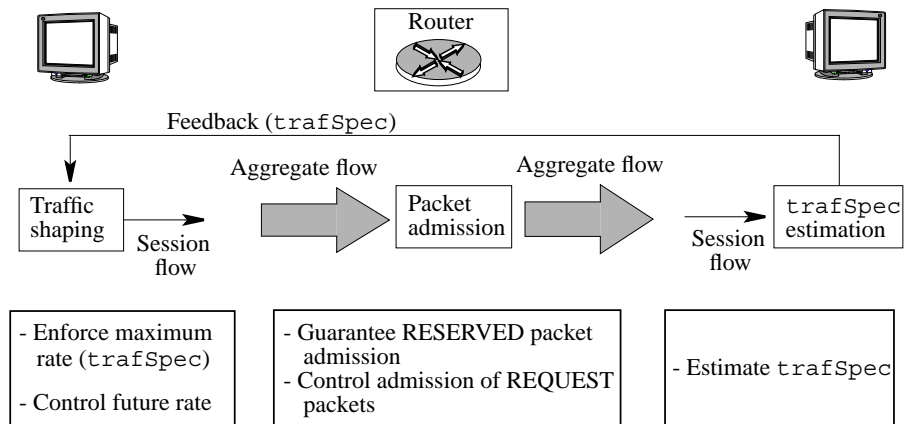 Router
Feedback (trafSpec)
Aggregate flow
Aggregate flow
Traffic
shaping
Session
flow
Packet
admission
Session
flow
trafSpec
estimation
- Enforce maximum
rate (trafSpec)
- Control future rate
- Guarantee RESERVED packet
admission
- Control admission of REQUEST
packets
- Estimate trafSpec